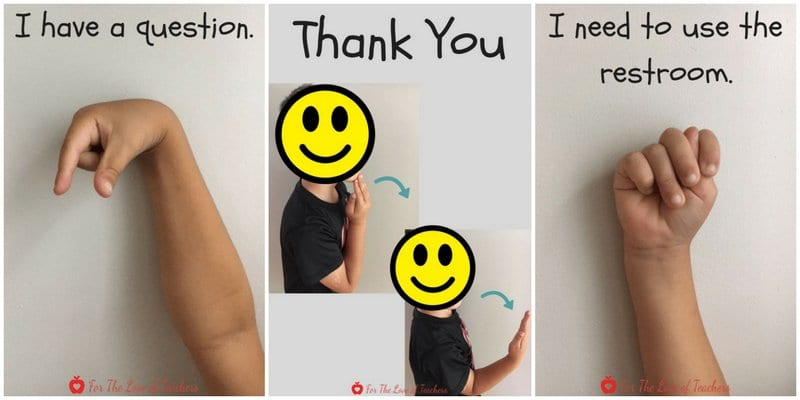 I have a question.
For The Love of Teachers
Thank You
For The Love of Teachers
I need to use the
restroom.
For The Love of Teachers